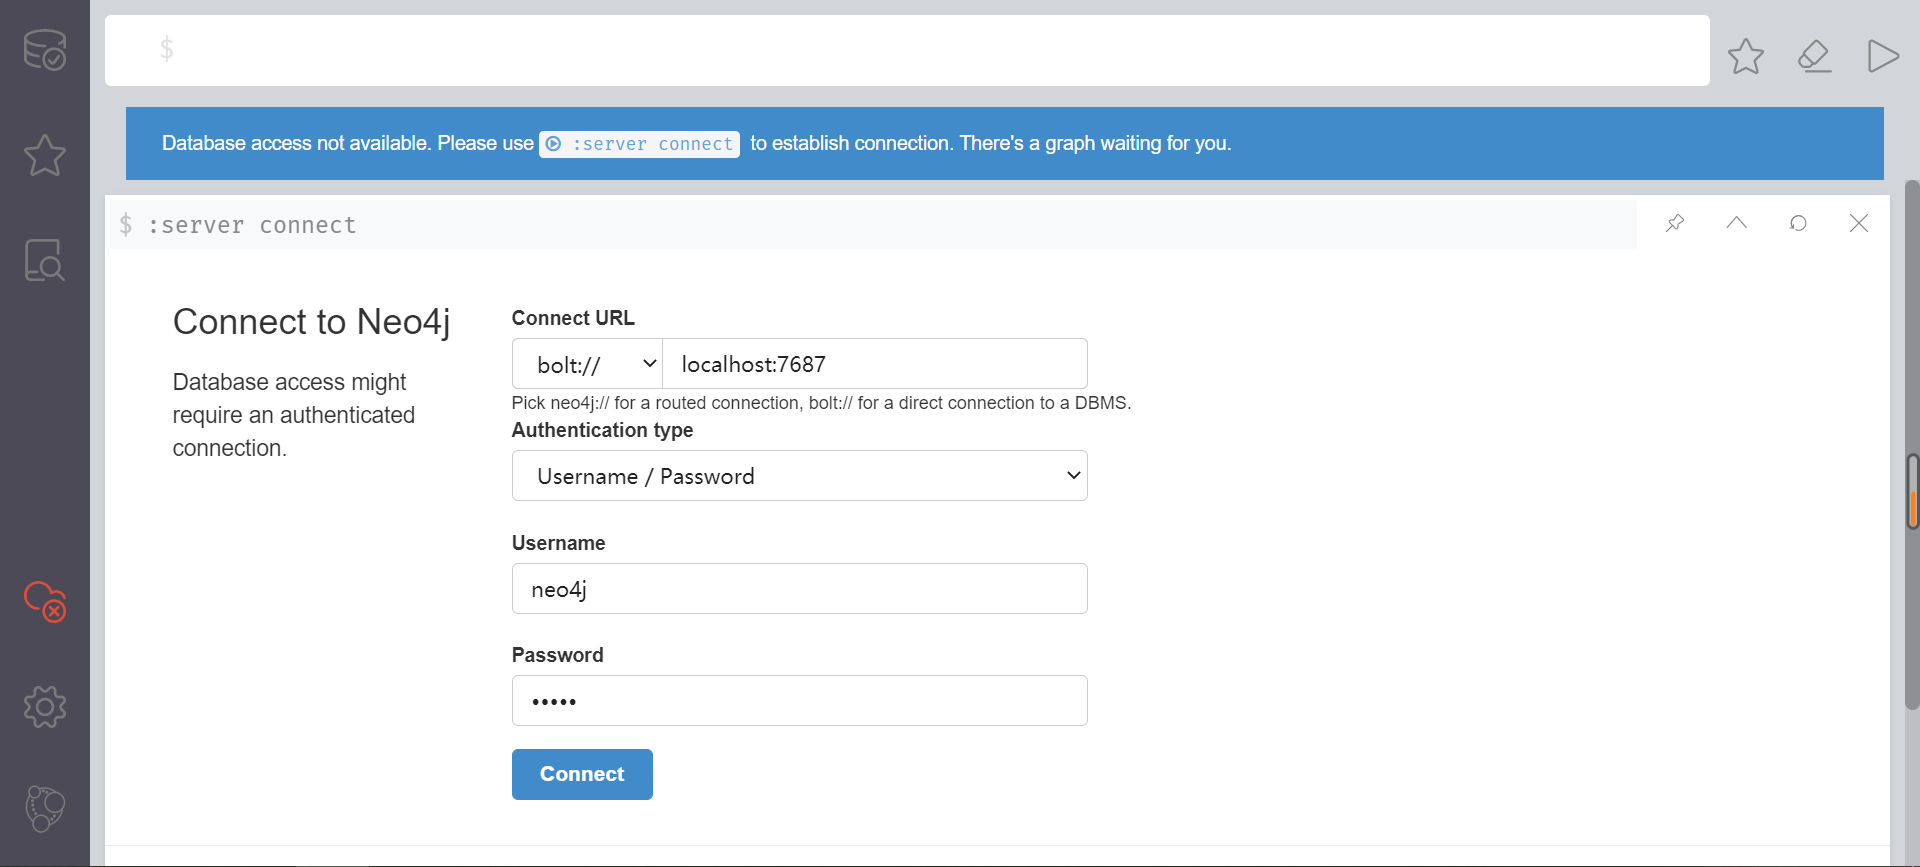 $
Database access not available. Please use :server connect to establish connection. There's a graph waiting for you.
$ :server connect
Connect to Neo4j
Database access might
require an authenticated
connection.
Connect URL
bolt:// localhost:7687
Pick neo4j:// for a routed connection, bolt:// for a direct connection to a DBMS.
Authentication type
Username / Password
Username
neo4j
Password
•••••
Connect